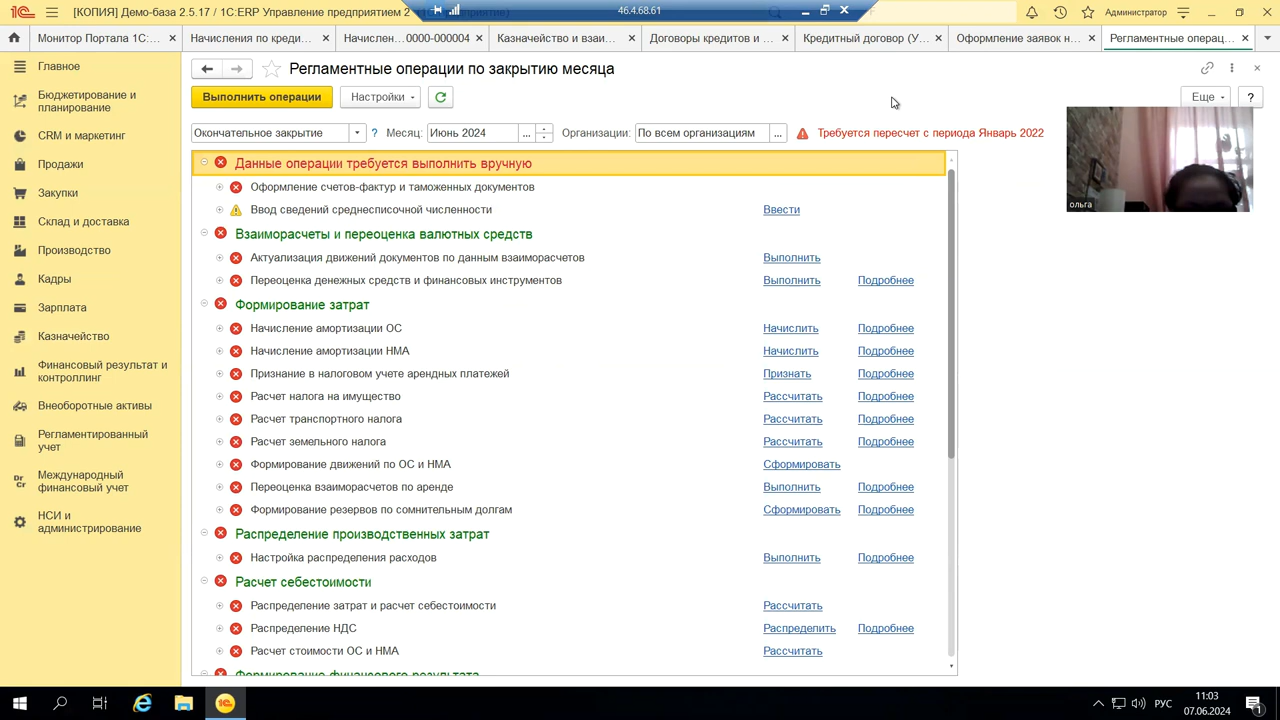 [КОПИЯ] Демо-база 2.5.17 / 1С:ERP Управление предприятием 2
46.4.68.61
Администратор
Монитор Портала 1С:...
Начисления по креди...
Начислен...0000-000004
Казначейство и взаи...
Договоры кредитов и ...
Кредитный договор (У...
Оформление заявок н...
Регламентные операц...
Главное
Бюджетирование и планирование
CRM и маркетинг
Продажи
Закупки
Склад и доставка
Производство
Кадры
Зарплата
Казначейство
Финансовый результат и контроллинг
Внеоборотные активы
Регламентированный учет
Международный финансовый учет
НСИ и администрирование
Регламентные операции по закрытию месяца
Выполнить операции
Настройки
Еще
?
Окончательное закрытие
?
Месяц:
Июнь 2024
...
Организации:
По всем организациям
...
Требуется пересчет с периода Январь 2022
Данные операции требуется выполнить вручную
Оформление счетов-фактур и таможенных документов
Ввод сведений среднесписочной численности Ввести
Взаиморасчеты и переоценка валютных средств
Актуализация движений документов по данным взаиморасчетов Выполнить
Переоценка денежных средств и финансовых инструментов Выполнить Подробнее
Формирование затрат
Начисление амортизации ОС Начислить Подробнее
Начисление амортизации НМА Начислить Подробнее
Признание в налоговом учете арендных платежей Признать Подробнее
Расчет налога на имущество Рассчитать Подробнее
Расчет транспортного налога Рассчитать Подробнее
Расчет земельного налога Рассчитать Подробнее
Формирование движений по ОС и НМА Сформировать
Переоценка взаиморасчетов по аренде Выполнить Подробнее
Формирование резервов по сомнительным долгам Сформировать Подробнее
Распределение производственных затрат
Настройка распределения расходов Выполнить Подробнее
Расчет себестоимости
Распределение затрат и расчет себестоимости Рассчитать
Распределение НДС Распределить Подробнее
Расчет стоимости ОС и НМА Рассчитать
Формирование финансового результата
ольга
РУС
11:03
07.06.2024
1